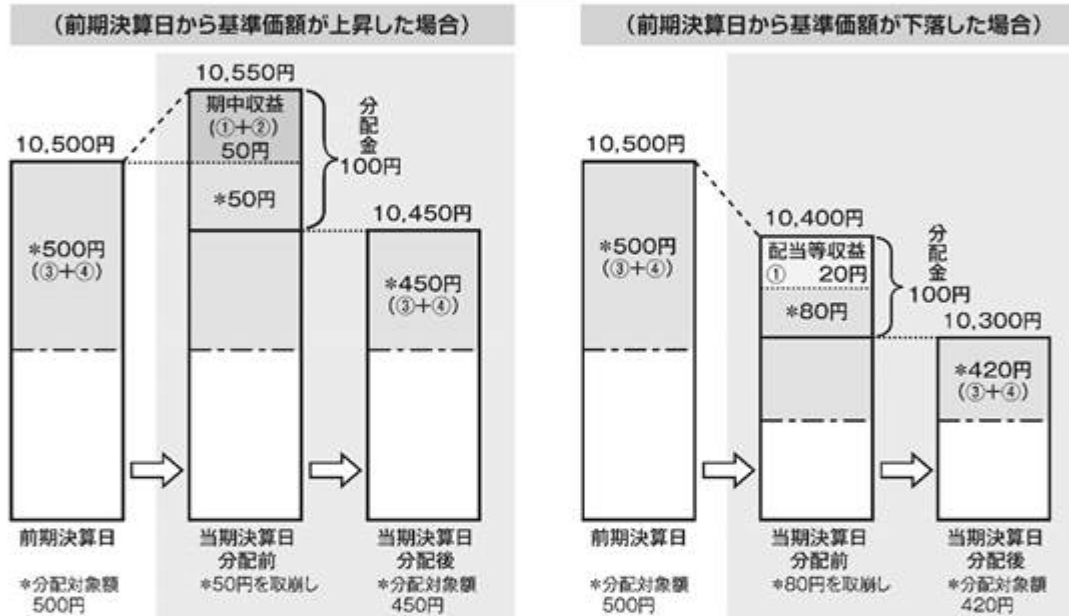 （前期決算日から基準価額が上昇した場合）
10,550円
期中収益
（①＋②）
50円
*50円
分配金
100円
10,500円
*500円
（③＋④）
10,450円
*450円
（③＋④）
前期決算日
当期決算日
分配前
当期決算日
分配後
*分配対象額
500円
*50円を取崩し
*分配対象額
450円
（前期決算日から基準価額が下落した場合）
10,500円
*500円
（③＋④）
10,400円
配当等収益
① 20円
*80円
分配金
100円
10,300円
*420円
（③＋④）
前期決算日
当期決算日
分配前
当期決算日
分配後
*分配対象額
500円
*80円を取崩し
*分配対象額
420円